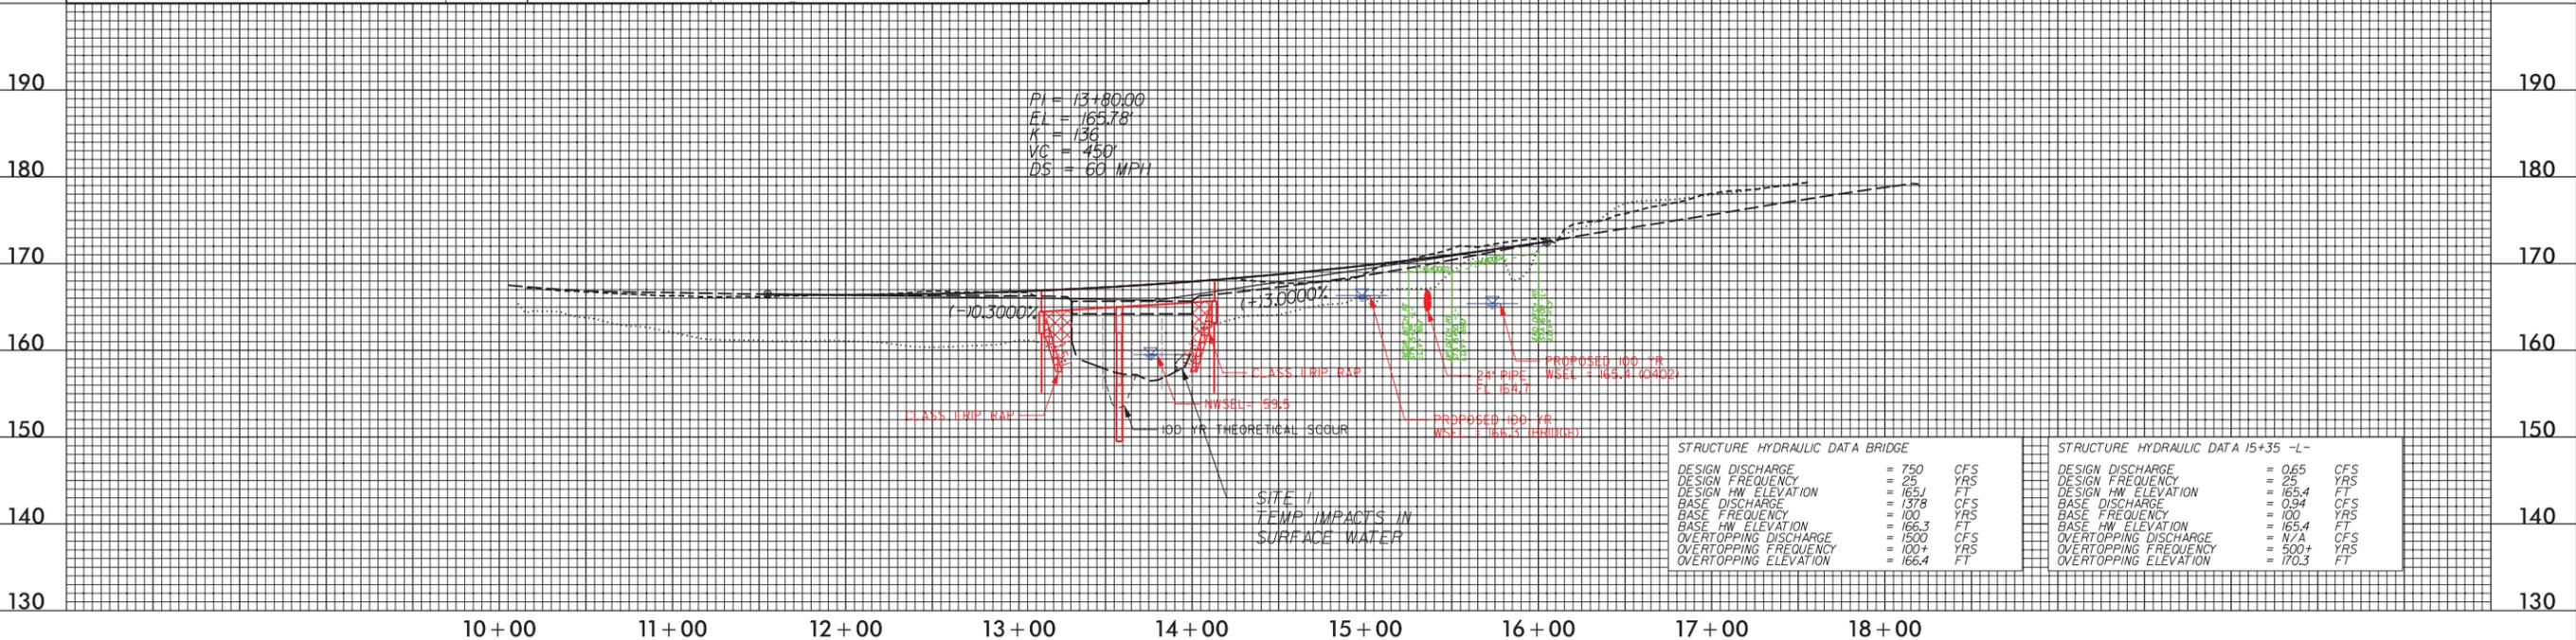 190 190
PI = 13+80.00
EL = 165.78'
K = 136
VC = 450'
DS = 60 MPH
180 180
170 170
(-)0.3000%
(+)3.0000%
160 160
CLASS II RIP RAP
CLASS II RIP RAP
NWSEL= 159.5
100 YR THEORETICAL SCOUR
24" PIPE
FL 164.7
PROPOSED 100 YR
WSEL = 165.4 (0402)
PROPOSED 100 YR
WSEL = 166.3 (BRIDGE)
150 150
SITE 1
TEMP IMPACTS IN
SURFACE WATER
STRUCTURE HYDRAULIC DATA BRIDGE
DESIGN DISCHARGE = 750 CFS
DESIGN FREQUENCY = 25 YRS
DESIGN HW ELEVATION = 165.1 FT
BASE DISCHARGE = 1378 CFS
BASE FREQUENCY = 100 YRS
BASE HW ELEVATION = 166.3 FT
OVERTOPPING DISCHARGE = 1500 CFS
OVERTOPPING FREQUENCY = 100+ YRS
OVERTOPPING ELEVATION = 166.4 FT
STRUCTURE HYDRAULIC DATA 15+35 -L-
DESIGN DISCHARGE = 0.65 CFS
DESIGN FREQUENCY = 25 YRS
DESIGN HW ELEVATION = 165.4 FT
BASE DISCHARGE = 0.94 CFS
BASE FREQUENCY = 100 YRS
BASE HW ELEVATION = 165.4 FT
OVERTOPPING DISCHARGE = N/A CFS
OVERTOPPING FREQUENCY = 500+ YRS
OVERTOPPING ELEVATION = 170.3 FT
140 140
130 130
10+00 11+00 12+00 13+00 14+00 15+00 16+00 17+00 18+00